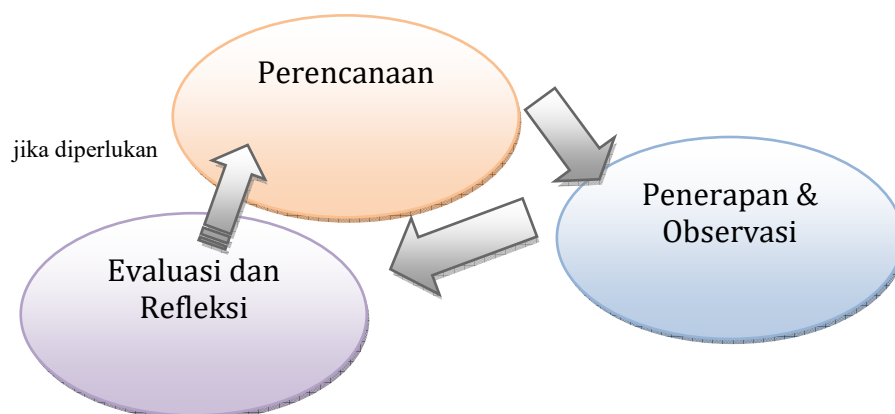 Perencanaan
jika diperlukan
Penerapan &
Observasi
Evaluasi dan
Refleksi